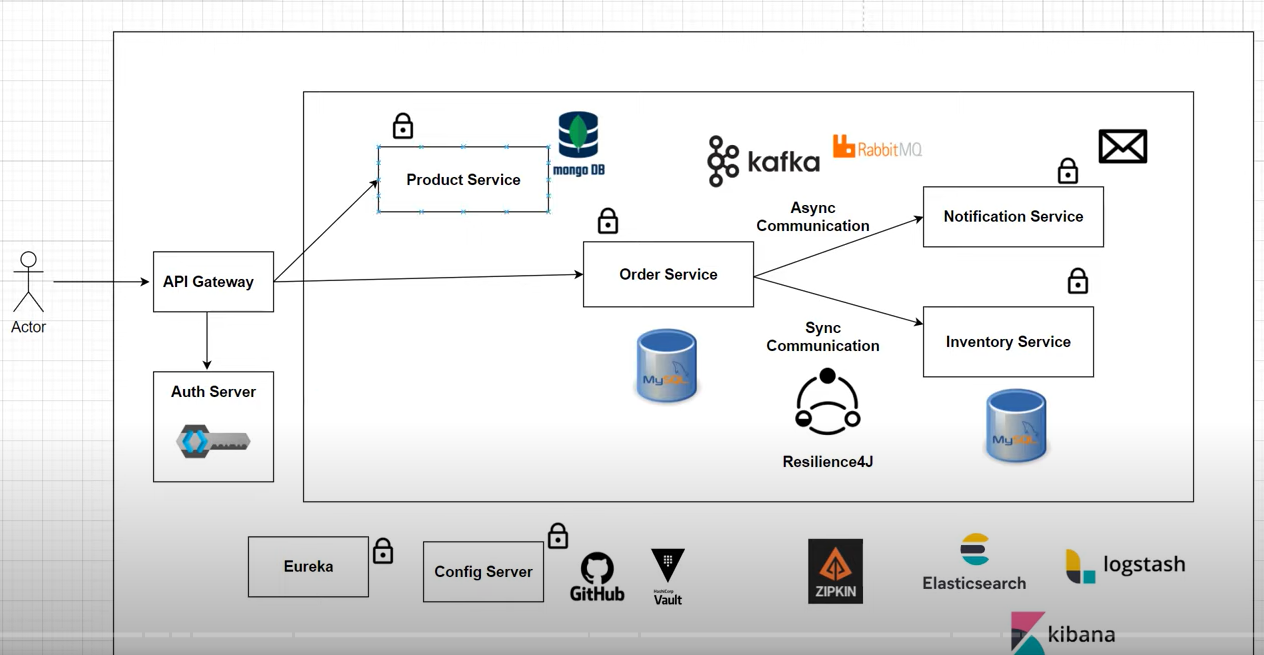 mongo DB
Product Service
kafka
RabbitMQ
Async
Communication
Notification Service
Order Service
API Gateway
Actor
Sync
Communication
Inventory Service
MySQL
Auth Server
MySQL
Resilience4J
Eureka
Config Server
GitHub
HashiCorp
Vault
ZIPKIN
Elasticsearch
logstash
kibana